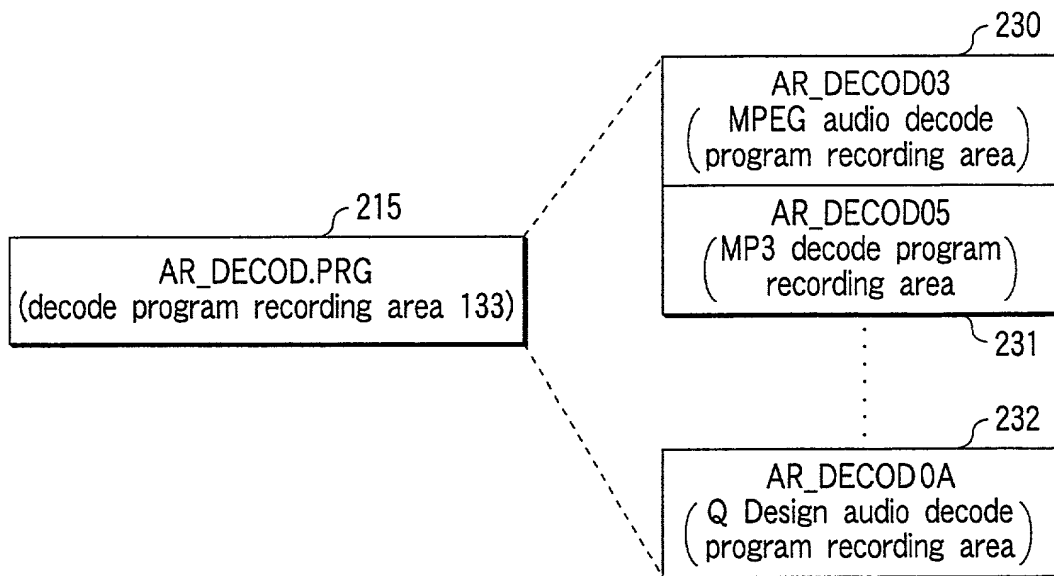 215
AR_DECOD.PRG
(decode program recording area 133)
230
AR_DECOD03
(MPEG audio decode
program recording area)
AR_DECOD05
(MP3 decode program
recording area)
231
232
AR_DECOD0A
(Q Design audio decode
program recording area)